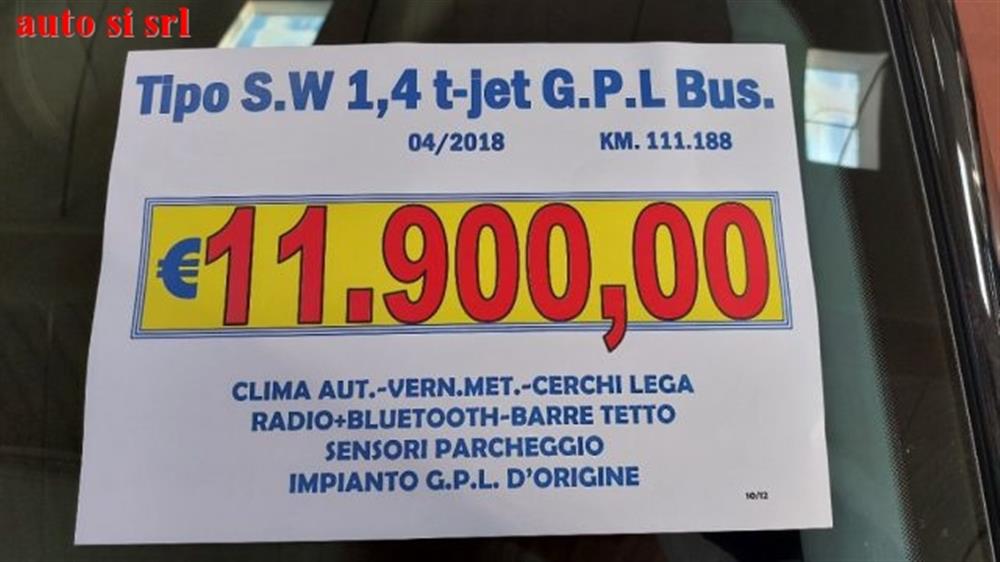 auto si srl
Tipo S.W 1,4 t-jet G.P.L Bus.
04/2018 KM. 111.188
€11.900,00
CLIMA AUT.-VERN.MET.-CERCHI LEGA
RADIO+BLUETOOTH-BARRE TETTO
SENSORI PARCHEGGIO
IMPIANTO G.P.L. D'ORIGINE
10/12